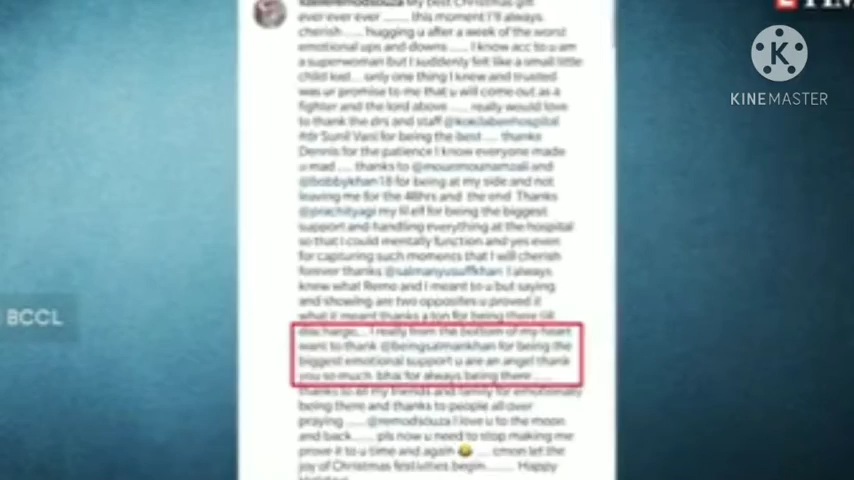 My best Christmas gift
ever ever ever ........ this moment I'll always
cherish ..... hugging u after a week of the worst
emotional ups and downs ..... I know acc to u am
a superwoman but I suddenly felt like a small little
child lost... only one thing I knew and trusted
was ur promise to me that u will come out as a
fighter and the lord above ...... really would love
to thank the drs and staff
#dr Sunil Vani for being the best .... thanks
Dennis for the patience I know everyone made
u mad .... thanks to and
@bobbykhan18 for being at my side and not
leaving me for the 48hrs and the end Thanks
@prachityagi my lil elf for being the biggest
support and handling everything at the hospital
so that I could mentally function and yes even
for capturing such moments that I will cherish
forever thanks @salmanyusuffkhan I always
knew what Remo and I meant to u but saying
and showing are two opposites u proved it
what it meant thanks a ton for being there till
discharge... I really from the bottom of my heart
want to thank @beingsalmankhan for being the
biggest emotional support u are an angel thank
you so much bhai for always being there .....
thanks to all my friends and family for emotionally
being there and thanks to people all over
praying ..... @remodsouza I love u to the moon
and back ..... pls now u need to stop making me
prove it to u time and again 😂 .... cmon let the
joy of Christmas festivities begin........ Happy
K
KINEMASTER
BCCL